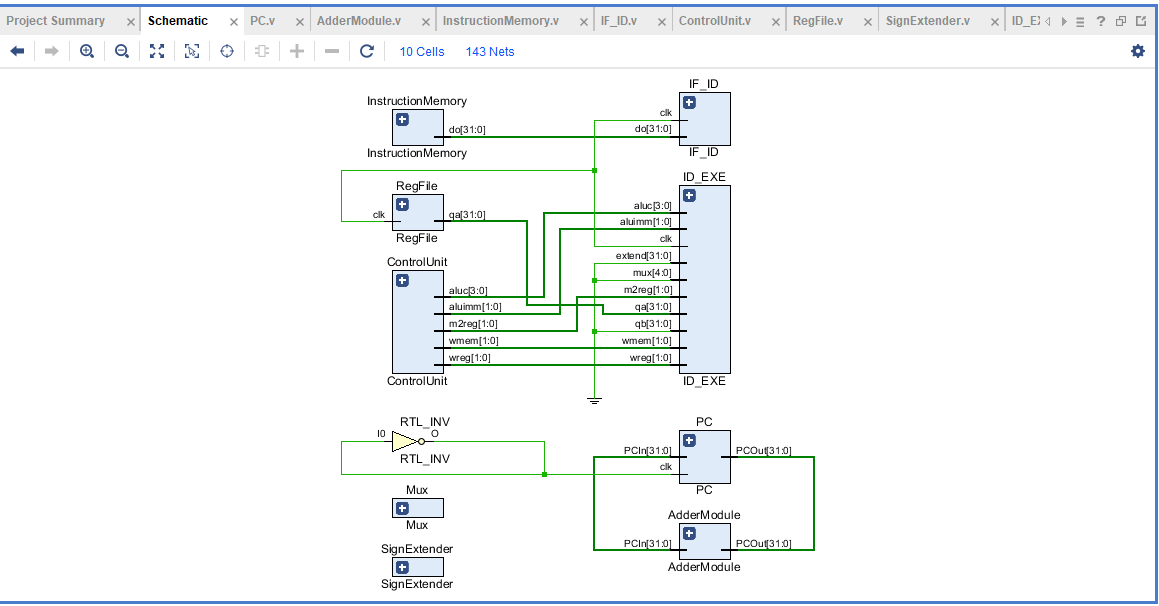 Project Summary
Schematic
PC.v
AdderModule.v
InstructionMemory.v
IF_ID.v
ControlUnit.v
RegFile.v
SignExtender.v
10 Cells
143 Nets
InstructionMemory
do[31:0]
InstructionMemory
IF_ID
clk
do[31:0]
IF_ID
RegFile
clk
qa[31:0]
RegFile
ControlUnit
aluc[3:0]
aluimm[1:0]
m2reg[1:0]
wmem[1:0]
wreg[1:0]
ControlUnit
ID_EXE
aluc[3:0]
aluimm[1:0]
clk
extend[31:0]
mux[4:0]
m2reg[1:0]
qa[31:0]
qb[31:0]
wmem[1:0]
wreg[1:0]
ID_EXE
RTL_INV
I0
O
RTL_INV
PC
PCIn[31:0]
PCOut[31:0]
clk
PC
Mux
Mux
AdderModule
PCIn[31:0]
PCOut[31:0]
AdderModule
SignExtender
SignExtender